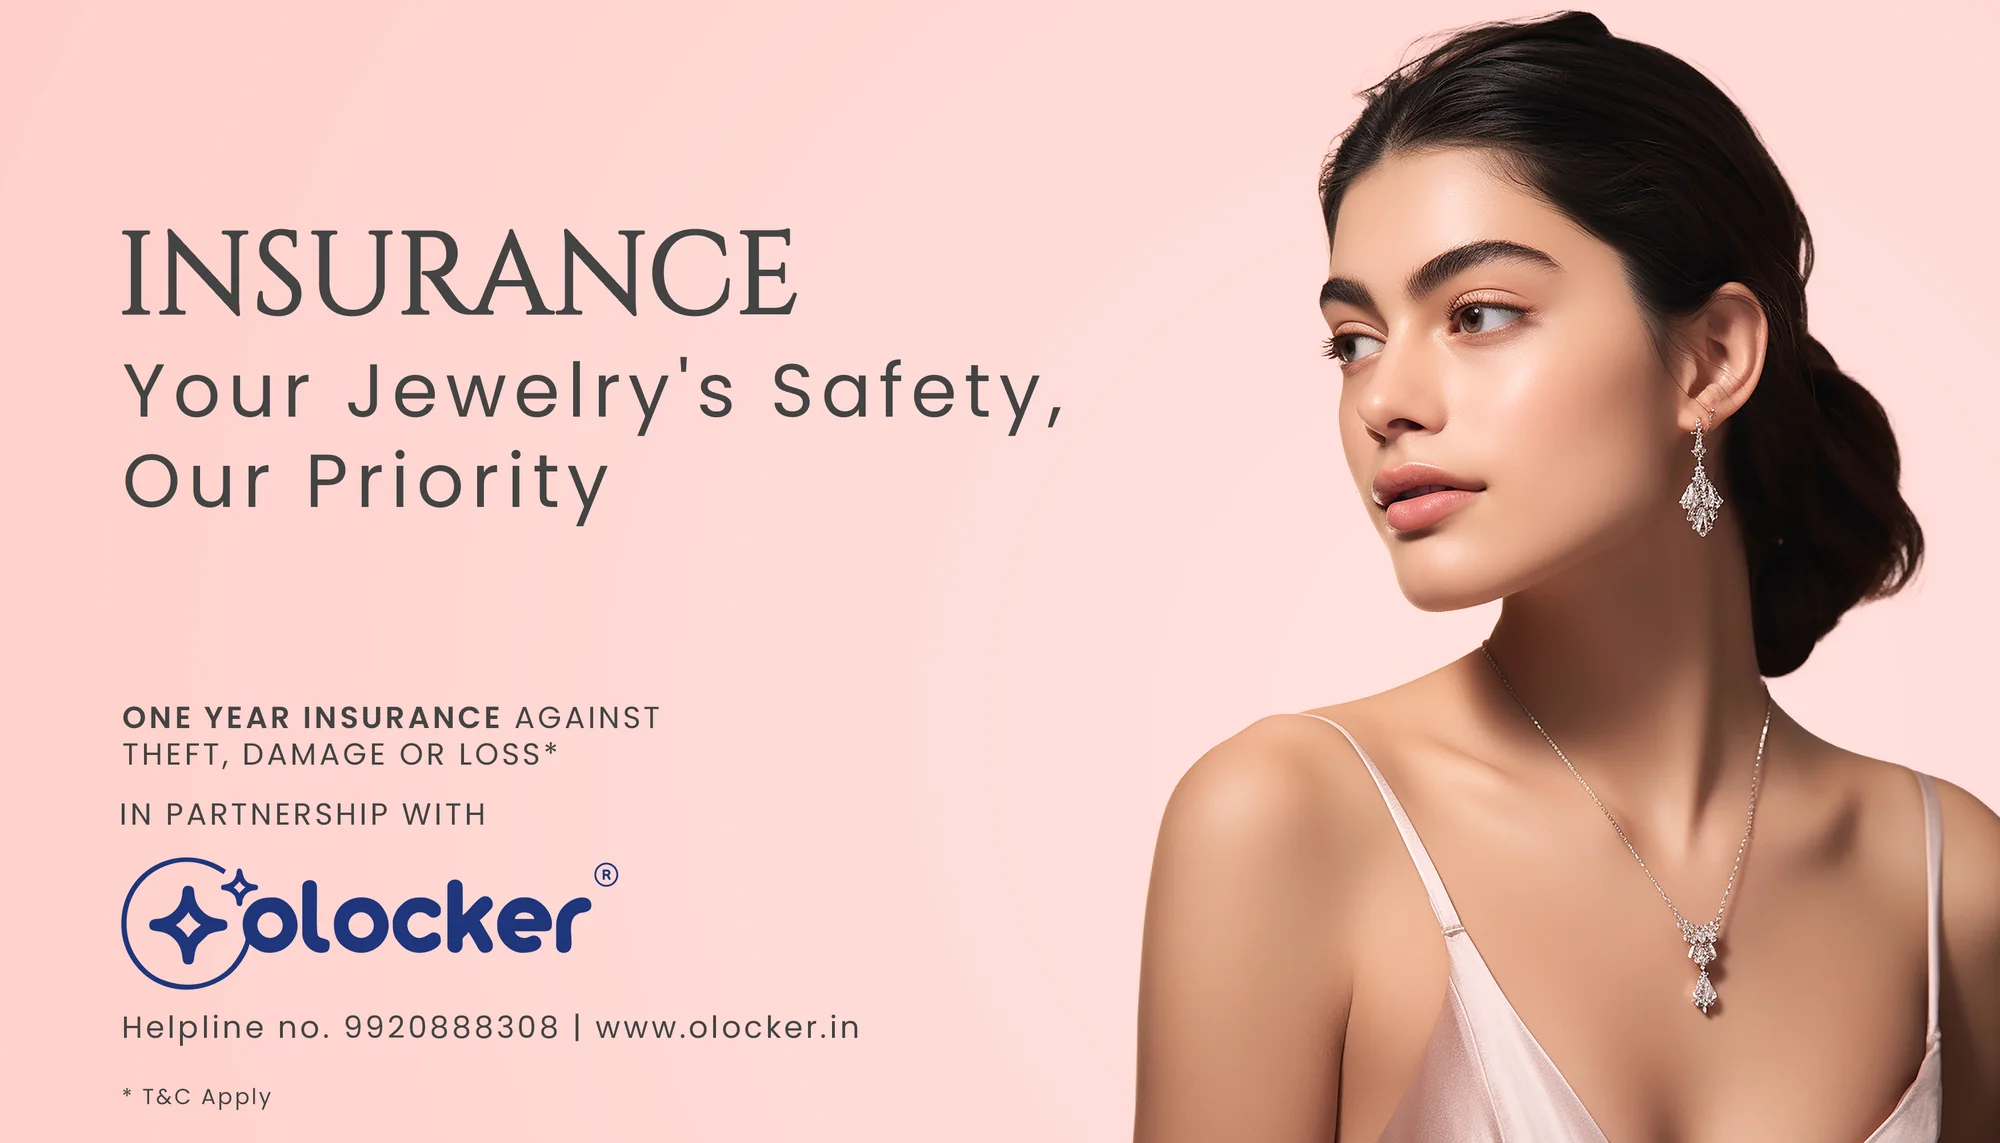 INSURANCE
Your Jewelry's Safety,
Our Priority
ONE YEAR INSURANCE AGAINST
THEFT, DAMAGE OR LOSS*
IN PARTNERSHIP WITH
olocker®
Helpline no. 9920888308 | www.olocker.in
* T&C Apply